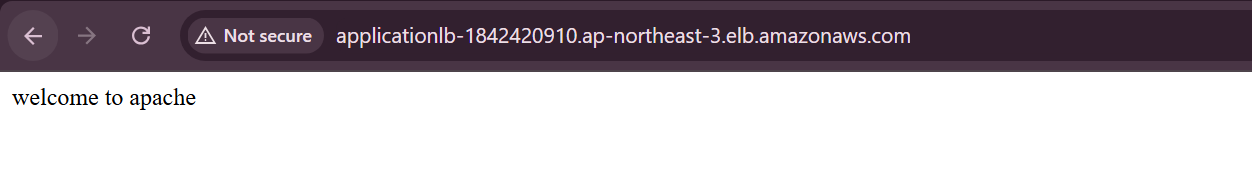 Not secure applicationlb-1842420910.ap-northeast-3.elb.amazonaws.com
welcome to apache